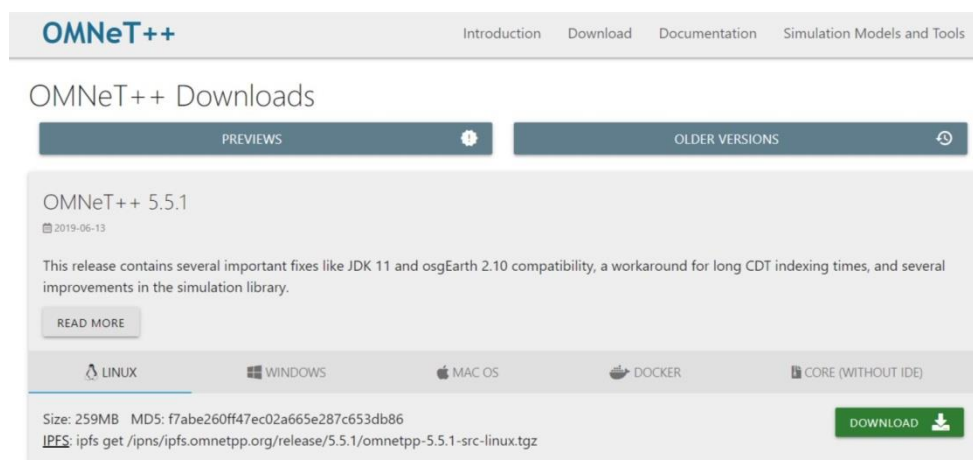 OMNeT++
Introduction Download Documentation Simulation Models and Tools
OMNeT++ Downloads
PREVIEWS
OLDER VERSIONS
OMNeT++ 5.5.1
2019-06-13
This release contains several important fixes like JDK 11 and osgEarth 2.10 compatibility, a workaround for long CDT indexing times, and several
improvements in the simulation library.
READ MORE
LINUX WINDOWS MAC OS DOCKER CORE (WITHOUT IDE)
Size: 259MB MD5: f7abe260ff47ec02a665e287c653db86
IPFS: ipfs get /ipns/ipfs.omnetpp.org/release/5.5.1/omnetpp-5.5.1-src-linux.tgz
DOWNLOAD